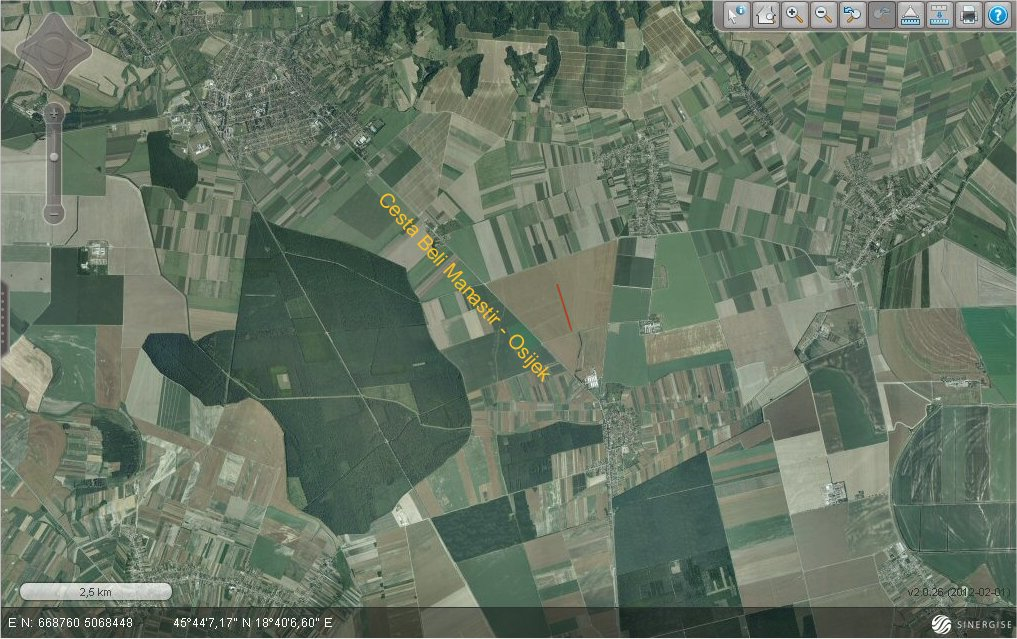 Cesta Beli Manastir - Osijek
2,5 km
v2.0.26 (2012-02-01)
E N: 668760 5068448 45°44'7,17" N 18°40'6,60" E
SINERGISE